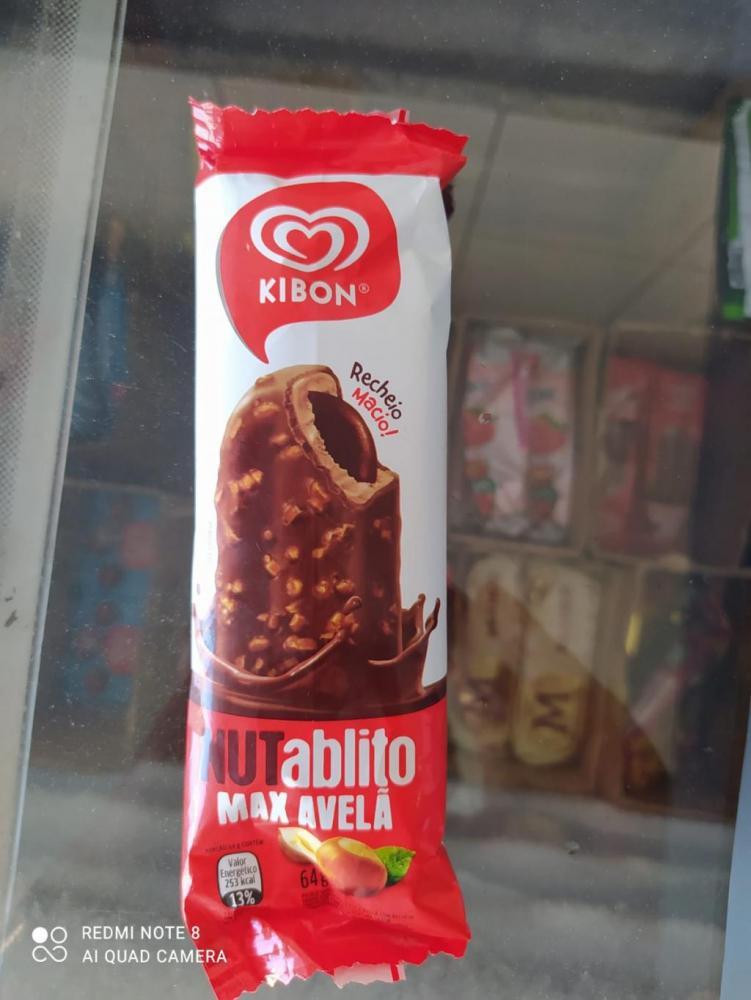 KIBON®
Recheio
Macio!
NUTablito
MAX AVELÃ
Valor
Energético
253 kcal
13%
64g
REDMI NOTE 8
AI QUAD CAMERA